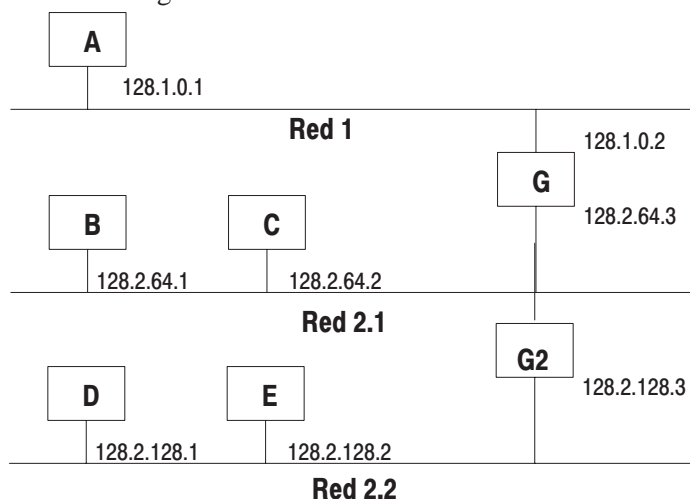 A
128.1.0.1
Red 1
128.1.0.2
G
128.2.64.3
B
C
128.2.64.1
128.2.64.2
Red 2.1
G2
128.2.128.3
D
E
128.2.128.1
128.2.128.2
Red 2.2